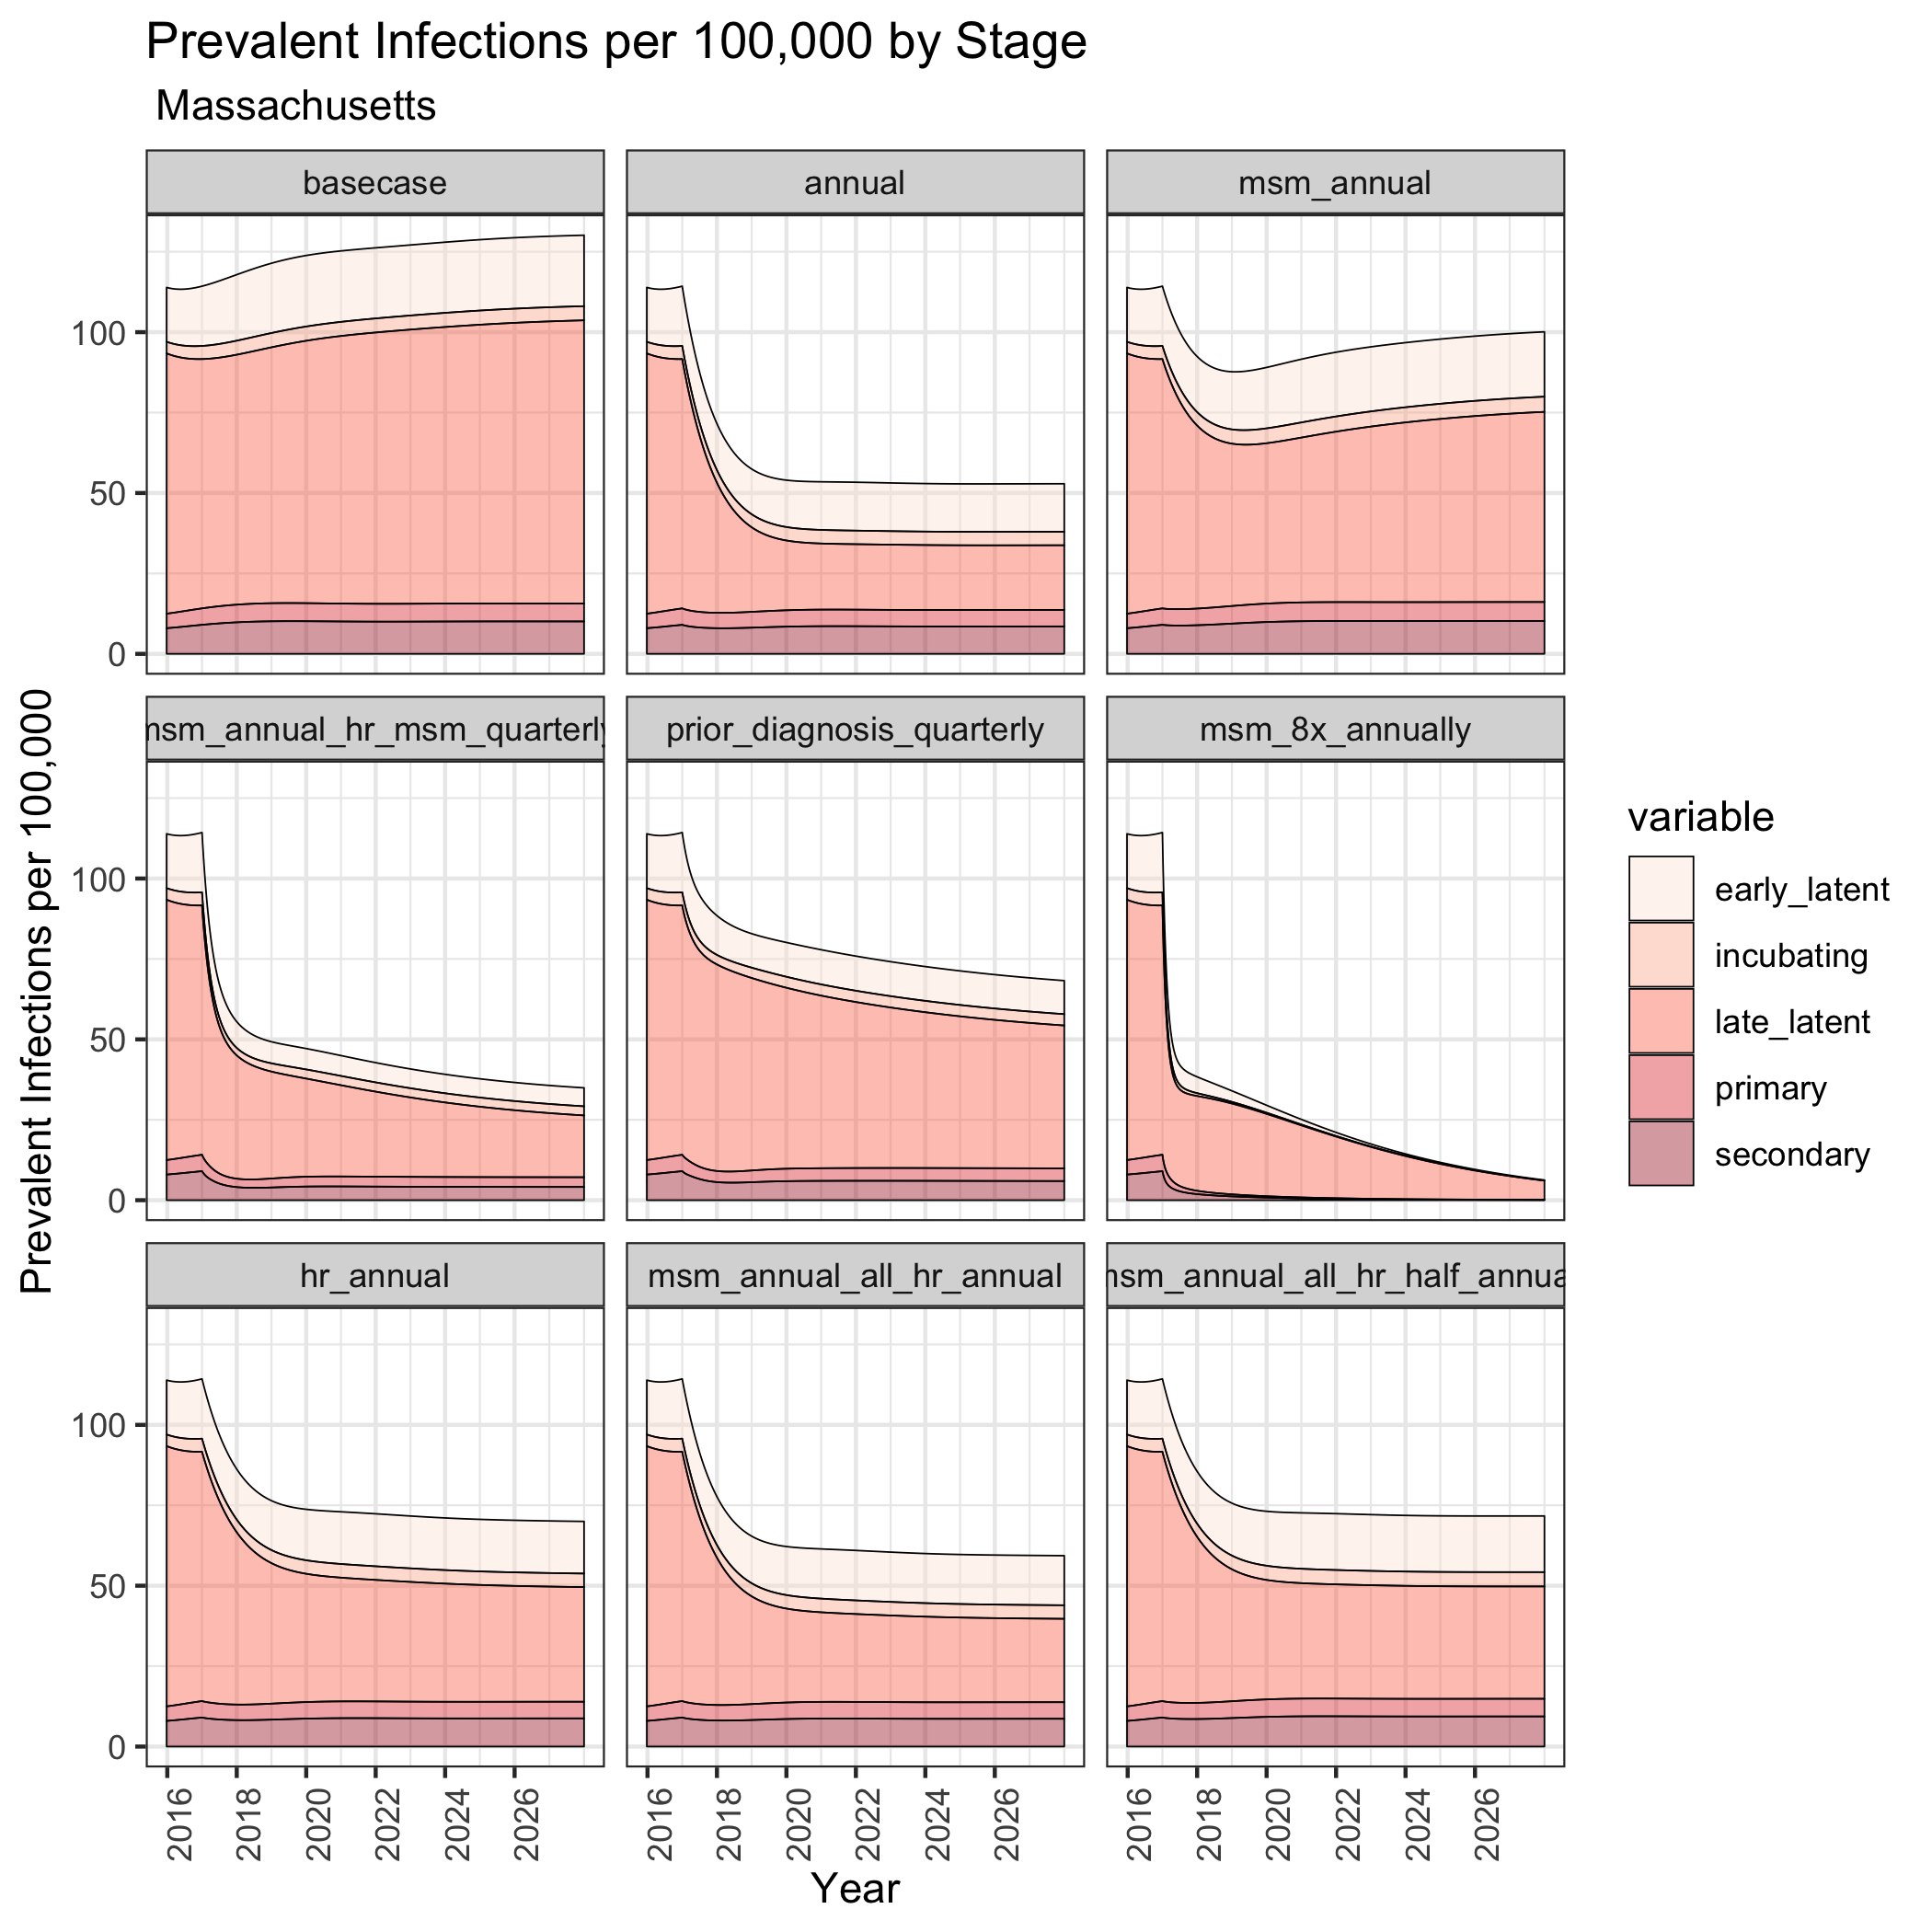 Prevalent Infections per 100,000 by Stage
Massachusetts
basecase
annual
msm_annual
100
50
0
msm_annual_hr_msm_quarterly
prior_diagnosis_quarterly
msm_8x_annually
100
50
0
hr_annual
msm_annual_all_hr_annual
msm_annual_all_hr_half_annua
100
50
0
2016 2018 2020 2022 2024 2026
2016 2018 2020 2022 2024 2026
2016 2018 2020 2022 2024 2026
Year
Prevalent Infections per 100,000
variable
early_latent
incubating
late_latent
primary
secondary